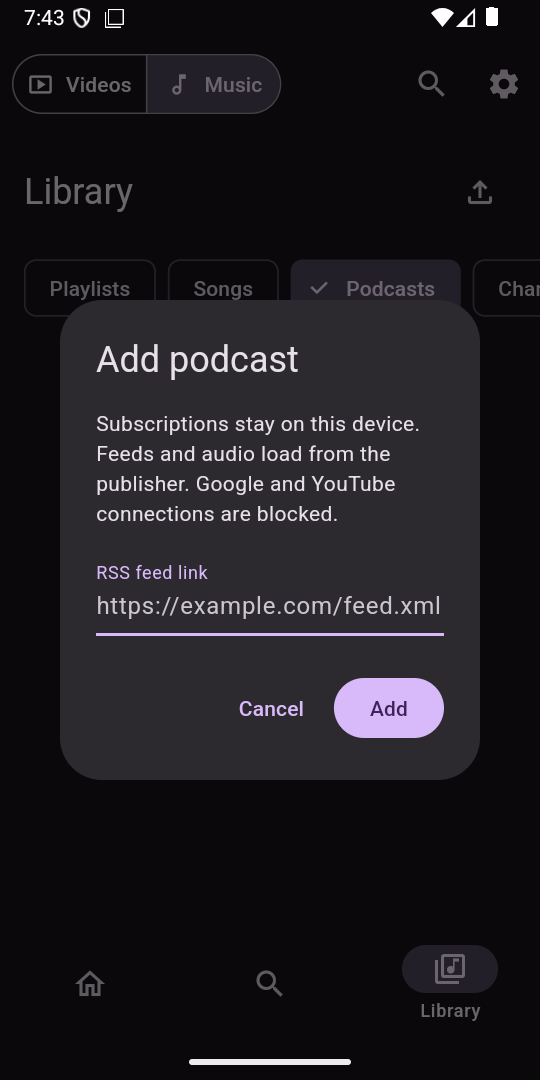 7:43
Videos
Music
Library
Playlists
Songs
Podcasts
Add podcast
Subscriptions stay on this device.
Feeds and audio load from the
publisher. Google and YouTube
connections are blocked.
RSS feed link
https://example.com/feed.xml
Cancel
Add
Library